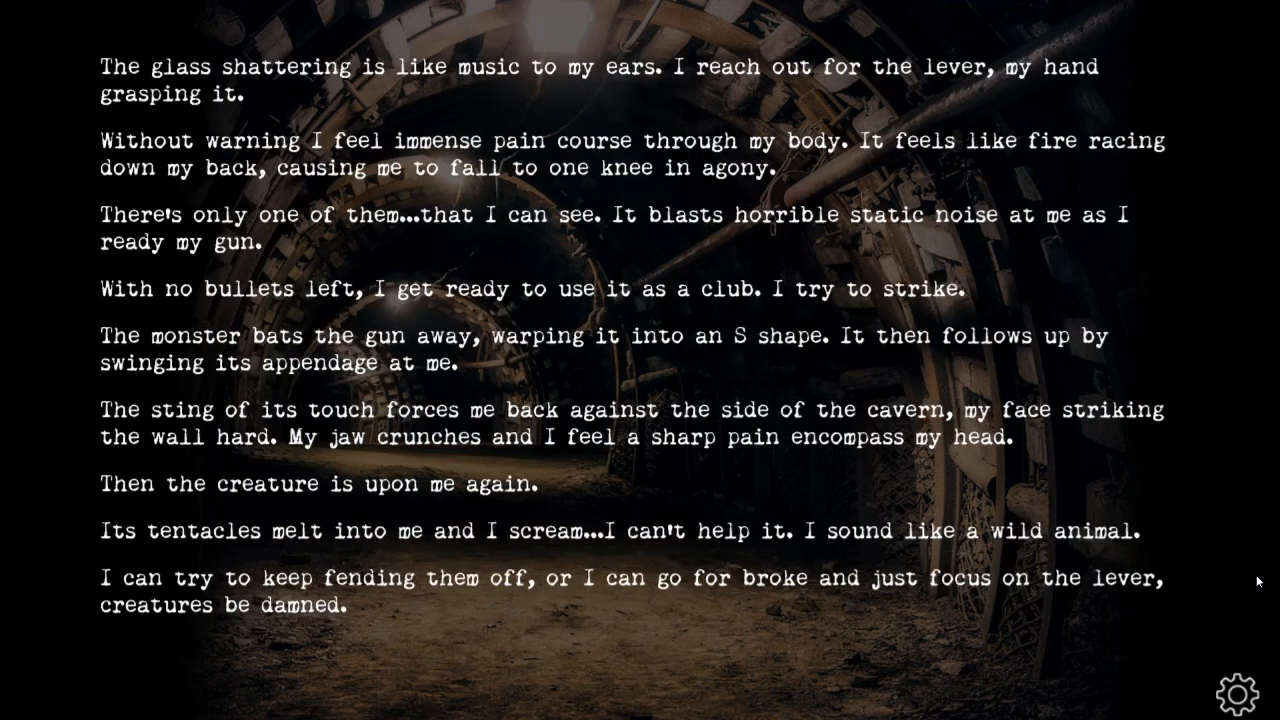 The glass shattering is like music to my ears. I reach out for the lever, my hand
grasping it.
Without warning I feel immense pain course through my body. It feels like fire racing
down my back, causing me to fall to one knee in agony.
There's only one of them...that I can see. It blasts horrible static noise at me as I
ready my gun.
With no bullets left, I get ready to use it as a club. I try to strike.
The monster bats the gun away, warping it into an S shape. It then follows up by
swinging its appendage at me.
The sting of its touch forces me back against the side of the cavern, my face striking
the wall hard. My jaw crunches and I feel a sharp pain encompass my head.
Then the creature is upon me again.
Its tentacles melt into me and I scream...I can't help it. I sound like a wild animal.
I can try to keep fending them off, or I can go for broke and just focus on the lever,
creatures be damned.